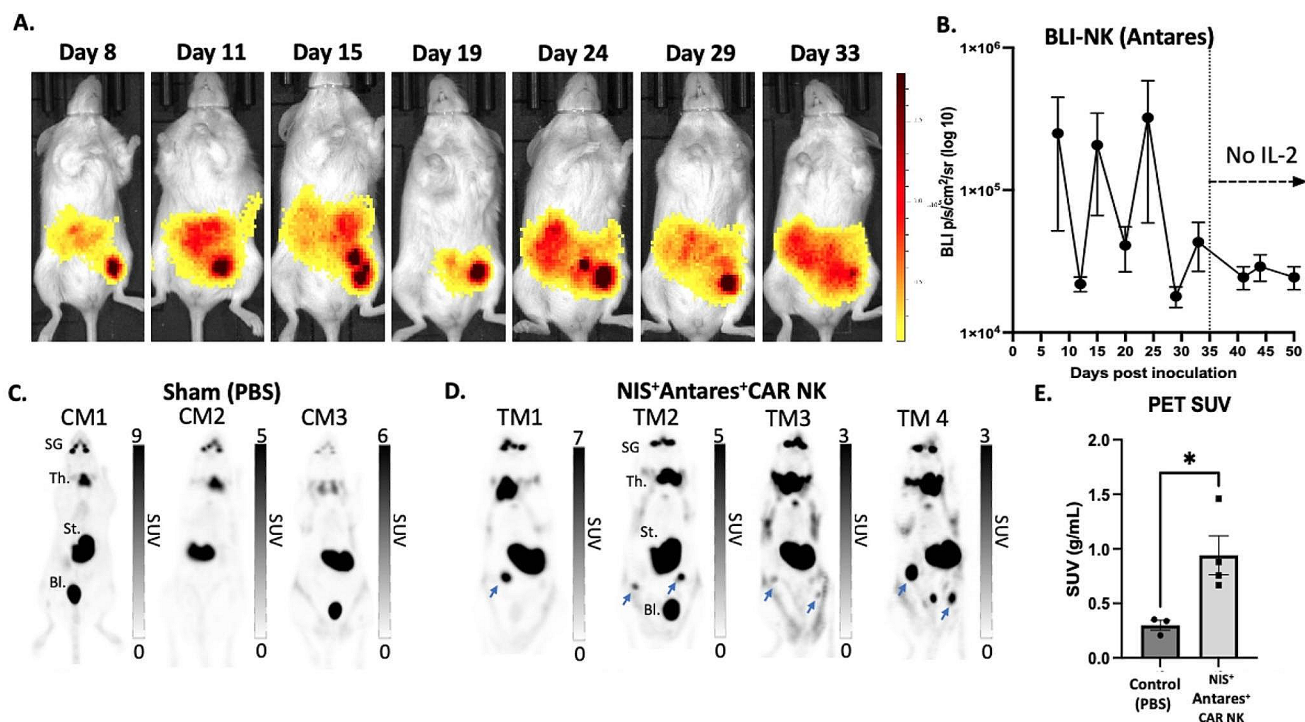 A.
Day 8 Day 11 Day 15 Day 19 Day 24 Day 29 Day 33
BLI p/s/cm²/sr (log 10)
B.
BLI-NK (Antares)
1×10⁶
1×10⁵
1×10⁴
No IL-2
0 5 10 15 20 25 30 35 40 45 50
Days post inoculation
C.
Sham (PBS)
CM1 CM2 CM3
SG
Th.
St.
Bl.
9 5 6
SUV SUV SUV
0 0 0
D.
NIS⁺Antares⁺CAR NK
TM1 TM2 TM3 TM 4
SG
Th.
St.
Bl.
7 5 3 3
SUV SUV SUV SUV
0 0 0 0
E.
PET SUV
SUV (g/mL)
2.0
1.5
1.0
0.5
0.0
*
Control
(PBS)
NIS⁺
Antares⁺
CAR NK